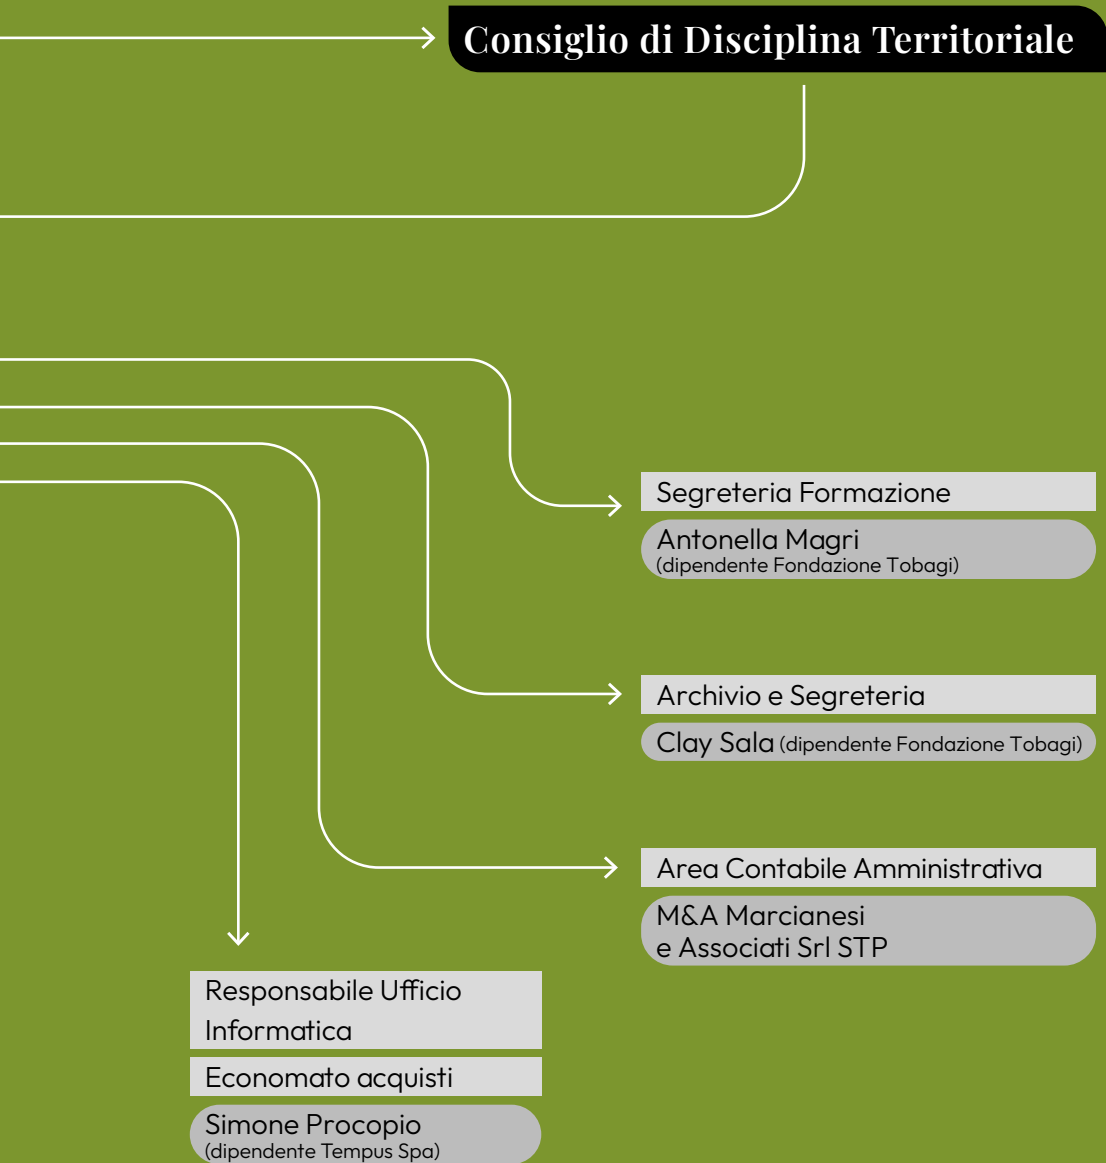 Consiglio di Disciplina Territoriale
Segreteria Formazione
Antonella Magri
(dipendente Fondazione Tobagi)
Archivio e Segreteria
Clay Sala (dipendente Fondazione Tobagi)
Area Contabile Amministrativa
M&A Marcianesi
e Associati Srl STP
Responsabile Ufficio
Informatica
Economato acquisti
Simone Procopio
(dipendente Tempus Spa)